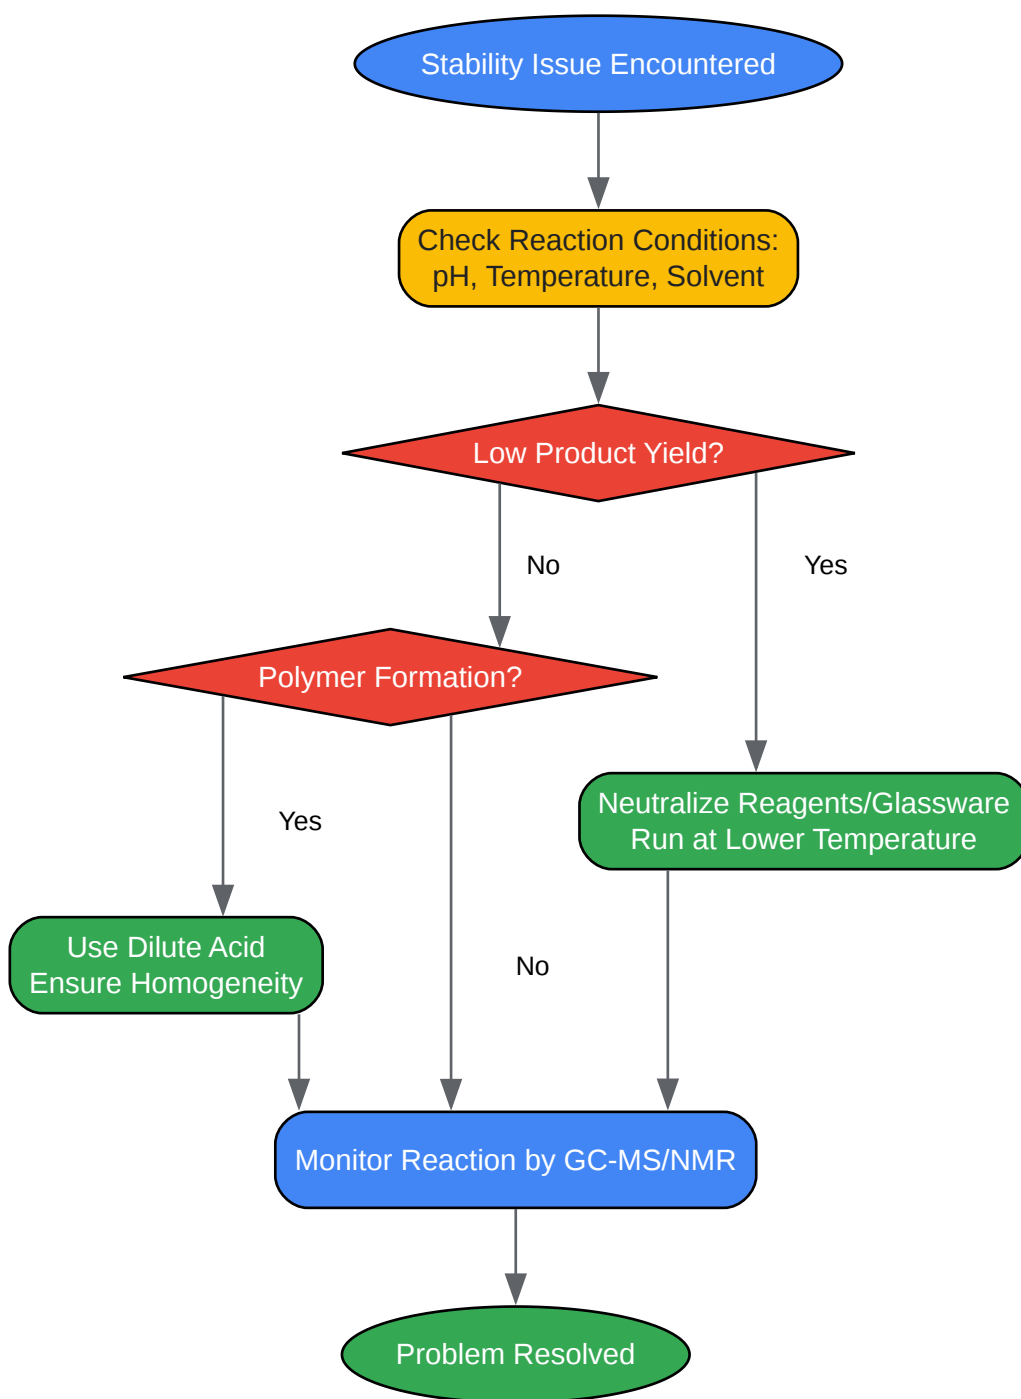 Stability Issue Encountered
Check Reaction Conditions:
pH, Temperature, Solvent
Low Product Yield?
No
Yes
Polymer Formation?
Neutralize Reagents/Glassware
Run at Lower Temperature
Yes
Use Dilute Acid
Ensure Homogeneity
No
Monitor Reaction by GC-MS/NMR
Problem Resolved